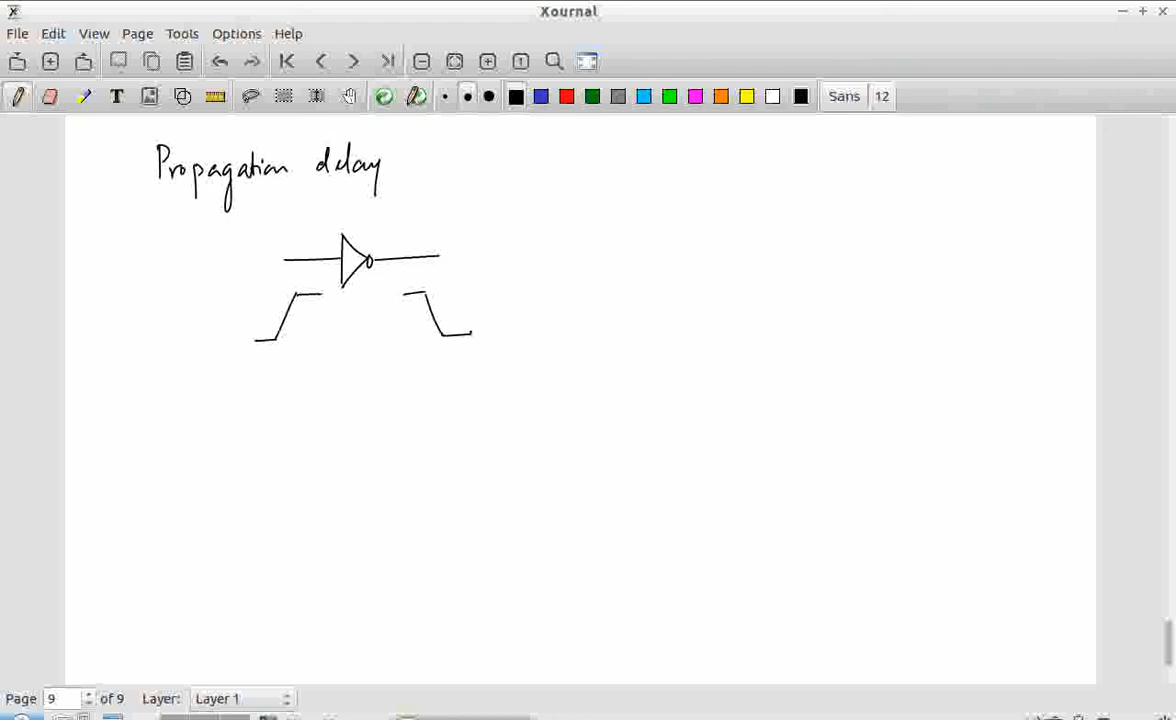 Xournal
File Edit View Page Tools Options Help
Sans 12
Propagation delay
Page 9 of 9 Layer: Layer 1